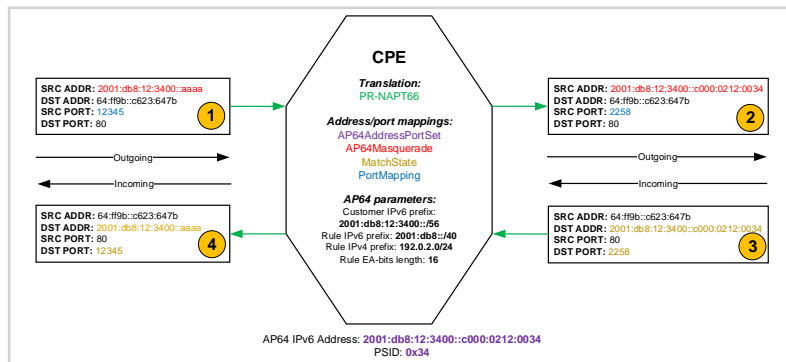 CPE
Translation:
PR-NAPT66
Address/port mappings:
AP64AddressPortSet
AP64Masquerade
MatchState
PortMapping
AP64 parameters:
Customer IPv6 prefix:
2001:db8:12:3400::/56
Rule IPv6 prefix: 2001:db8::/40
Rule IPv4 prefix: 192.0.2.0/24
Rule EA-bits length: 16
SRC ADDR: 2001:db8:12:3400::aaaa
DST ADDR: 64:ff9b::c623:647b
SRC PORT: 12345
DST PORT: 80
1
Outgoing
Incoming
SRC ADDR: 64:ff9b::c623:647b
DST ADDR: 2001:db8:12:3400::aaaa
SRC PORT: 80
DST PORT: 12345
4
SRC ADDR: 2001:db8:12:3400::c000:0212:0034
DST ADDR: 64:ff9b::c623:647b
SRC PORT: 2258
DST PORT: 80
2
Outgoing
Incoming
SRC ADDR: 64:ff9b::c623:647b
DST ADDR: 2001:db8:12:3400::c000:0212:0034
SRC PORT: 80
DST PORT: 2258
3
AP64 IPv6 Address: 2001:db8:12:3400::c000:0212:0034
PSID: 0x34